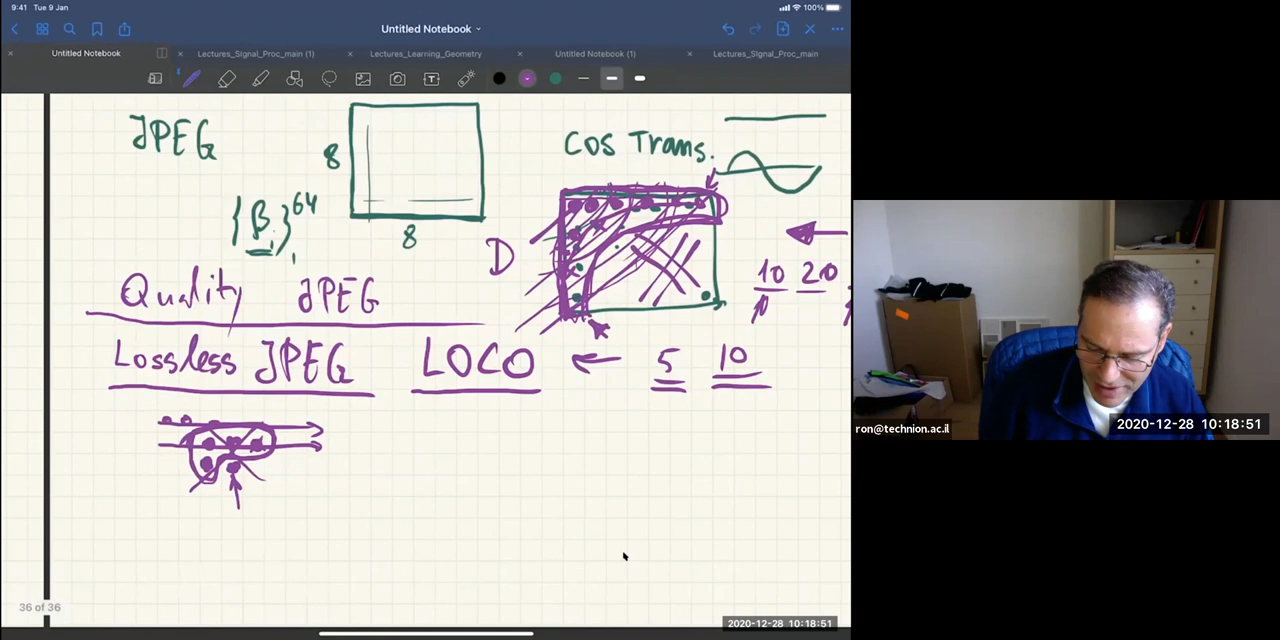 9:41 Tue 9 Jan
100%
Untitled Notebook
Untitled Notebook
Lectures_Signal_Proc_main (1)
Lectures_Learning_Geometry
Untitled Notebook (1)
Lectures_SIgnal_Proc_main
JPEG
8
8
Cos Trans.
{βi}64
D
D
10 20
Quality JPEG
Lossless JPEG LOCO ← 5 10
36 of 36
2020-12-28 10:18:51
ron@technion.ac.il
2020-12-28 10:18:51